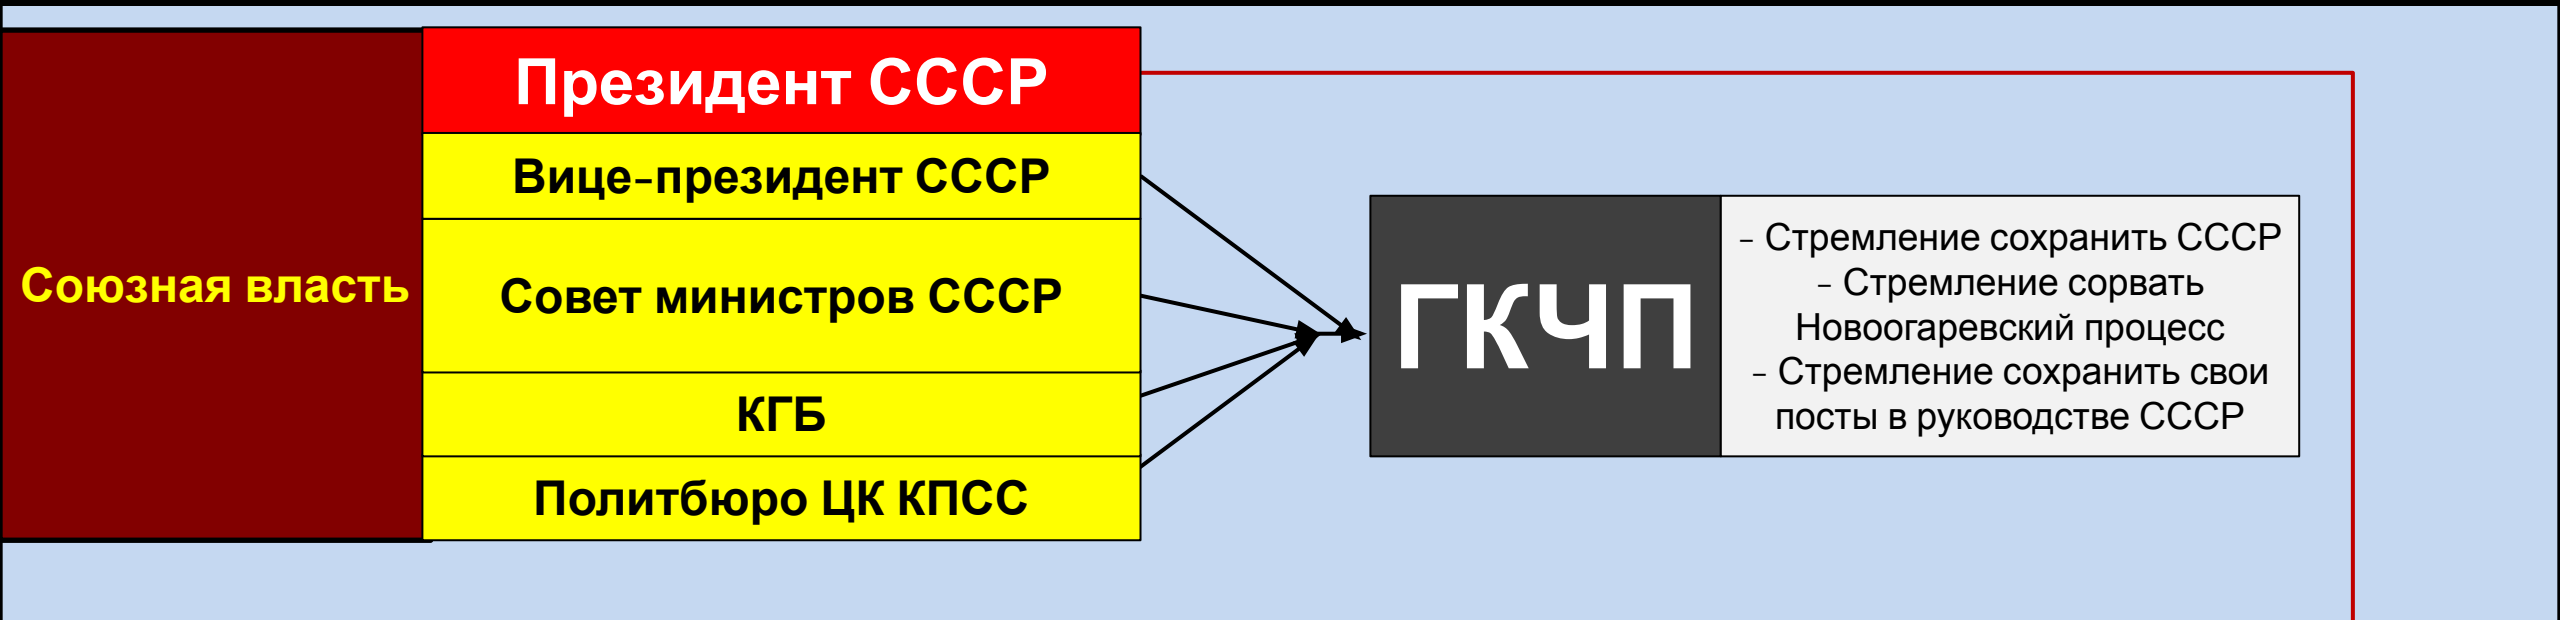 Президент СССР
Вице-президент СССР
Союзная власть
Совет министров СССР
КГБ
Политбюро ЦК КПСС
ГКЧП
- Стремление сохранить СССР
- Стремление сорвать
Новоогаревский процесс
- Стремление сохранить свои
посты в руководстве СССР